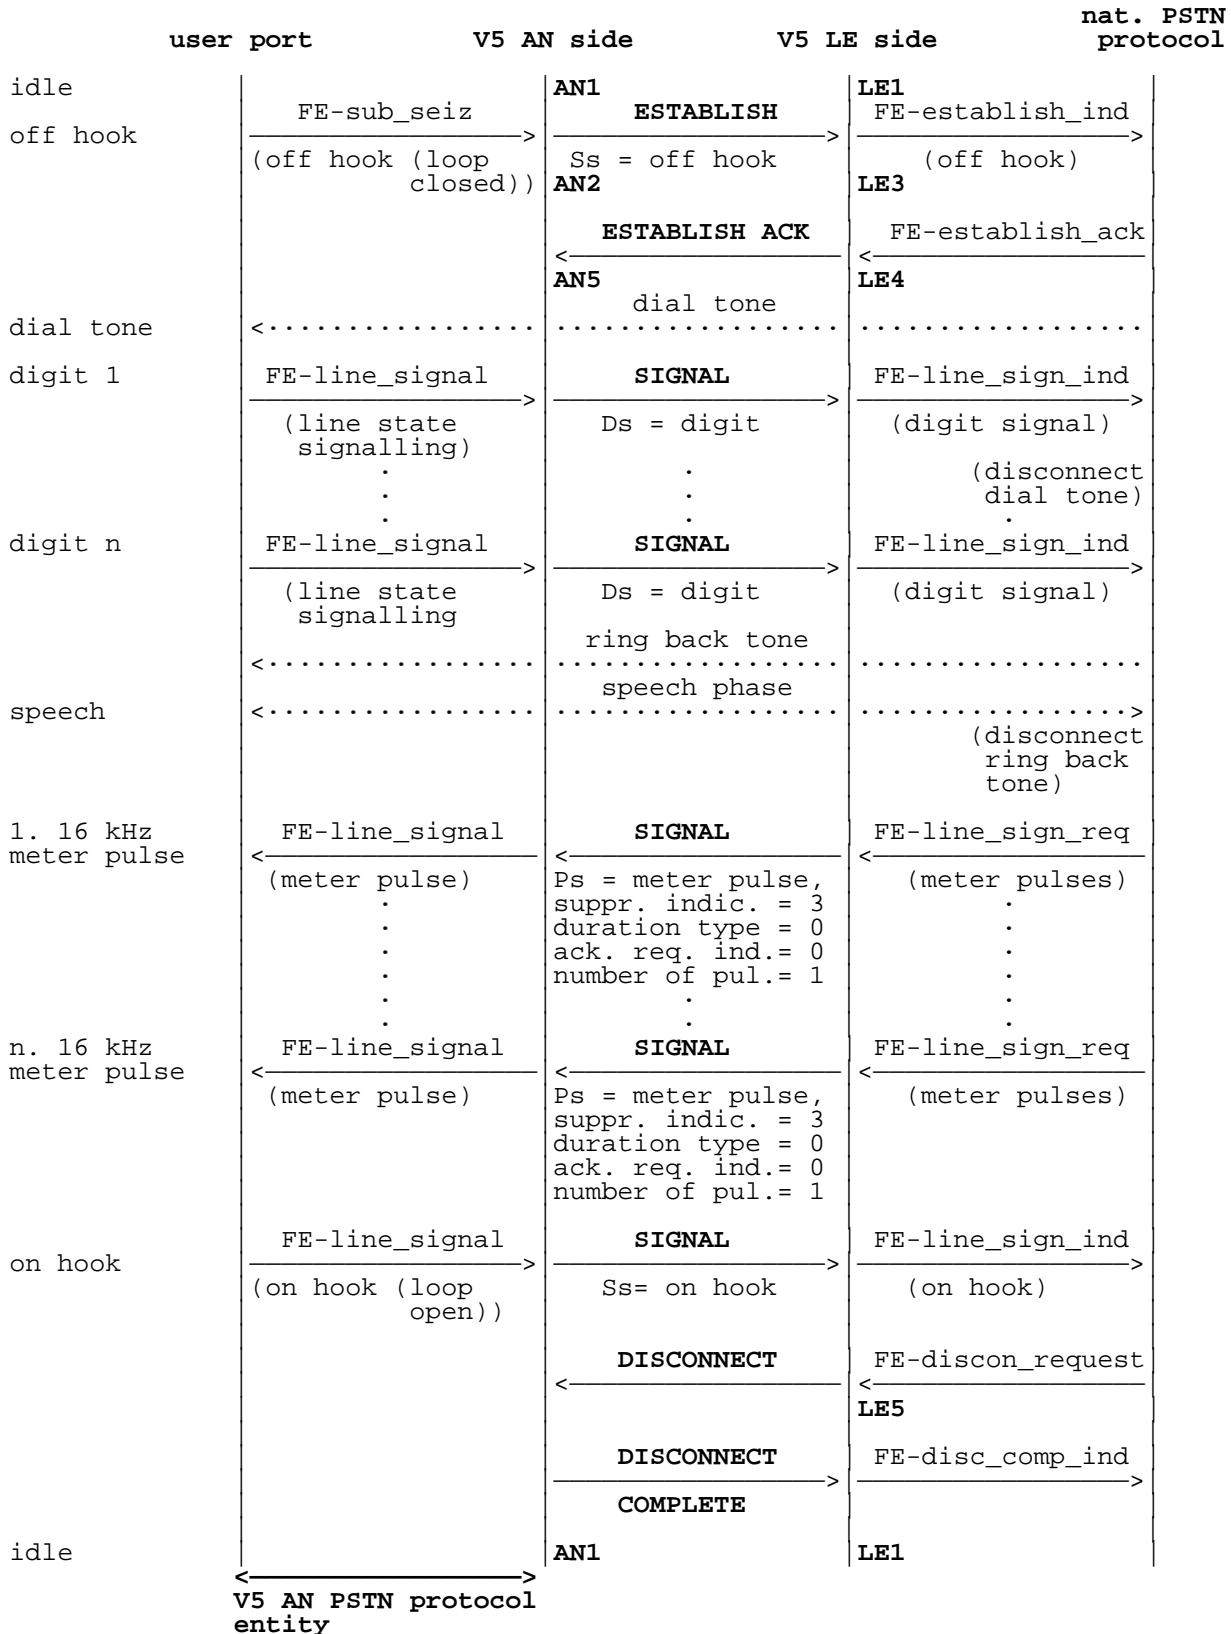 nat. PSTN
user port V5 AN side V5 LE side protocol
idle AN1 LE1
FE-sub_seiz ESTABLISH FE-establish_ind
off hook
(off hook (loop Ss = off hook (off hook)
closed)) AN2 LE3
ESTABLISH ACK FE-establish_ack
AN5 LE4
dial tone
dial tone
digit 1 FE-line_signal SIGNAL FE-line_sign_ind
(line state Ds = digit (digit signal)
signalling)
(disconnect
dial tone)
digit n FE-line_signal SIGNAL FE-line_sign_ind
(line state Ds = digit (digit signal)
signalling
ring back tone
speech phase
speech
(disconnect
ring back
tone)
1. 16 kHz FE-line_signal SIGNAL FE-line_sign_req
meter pulse
(meter pulse) Ps = meter pulse, (meter pulses)
suppr. indic. = 3
duration type = 0
ack. req. ind.= 0
number of pul.= 1
n. 16 kHz FE-line_signal SIGNAL FE-line_sign_req
meter pulse
(meter pulse) Ps = meter pulse, (meter pulses)
suppr. indic. = 3
duration type = 0
ack. req. ind.= 0
number of pul.= 1
FE-line_signal SIGNAL FE-line_sign_ind
on hook
(on hook (loop Ss= on hook (on hook)
open))
DISCONNECT FE-discon_request
LE5
DISCONNECT FE-disc_comp_ind
COMPLETE
idle AN1 LE1
V5 AN PSTN protocol
entity